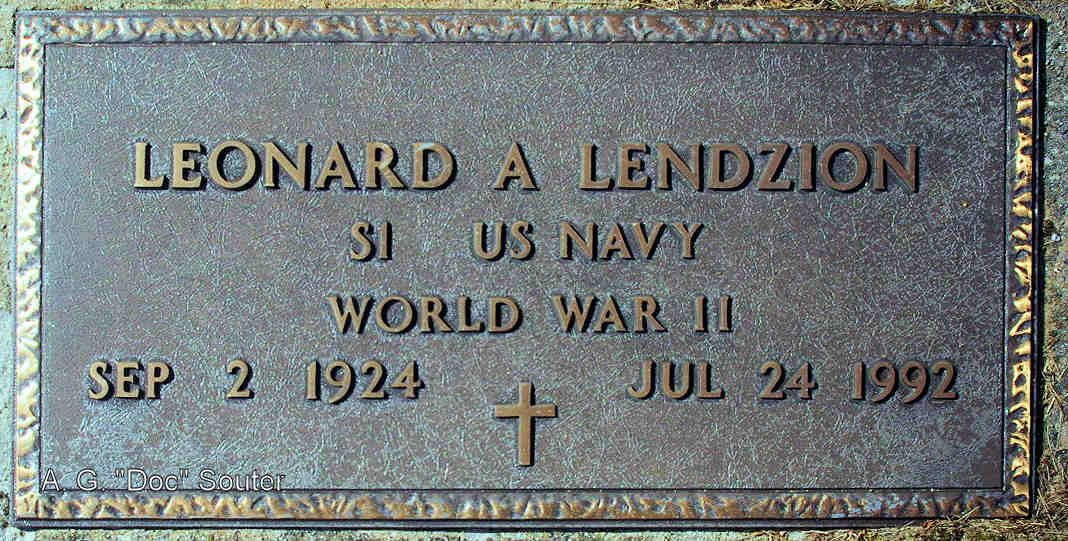 LEONARD A LENDZION
S1 US NAVY
WORLD WAR II
SEP 2 1924 JUL 24 1992
A. G. "Doc" Souter